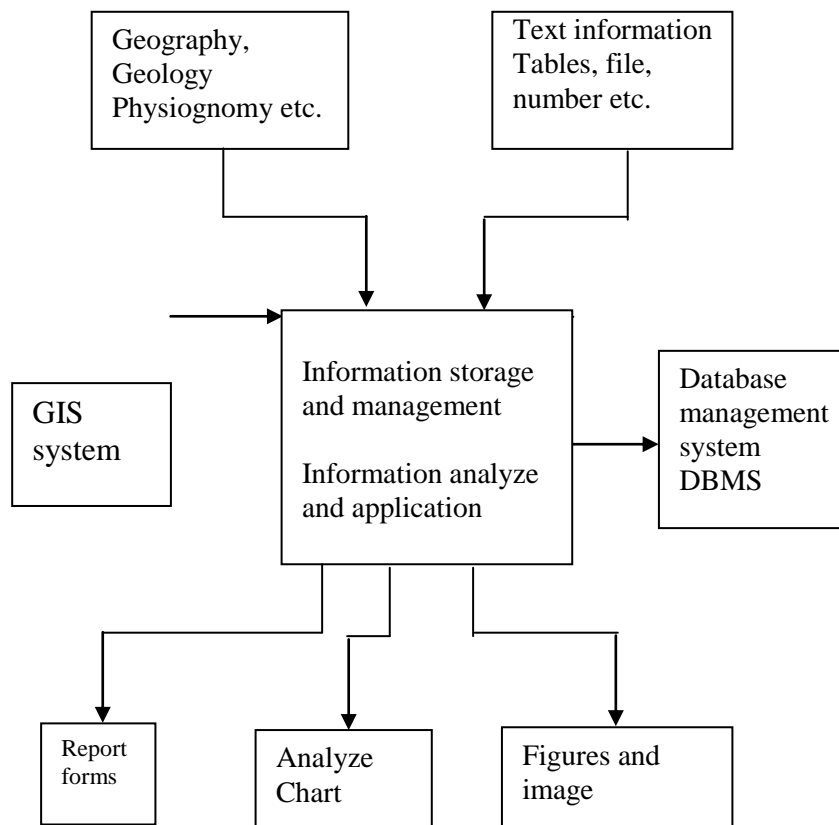 Geography,
Geology
Physiognomy etc.
Text information
Tables, file,
number etc.
GIS
system
Information storage
and management
Information analyze
and application
Database
management
system
DBMS
Report
forms
Analyze
Chart
Figures and
image